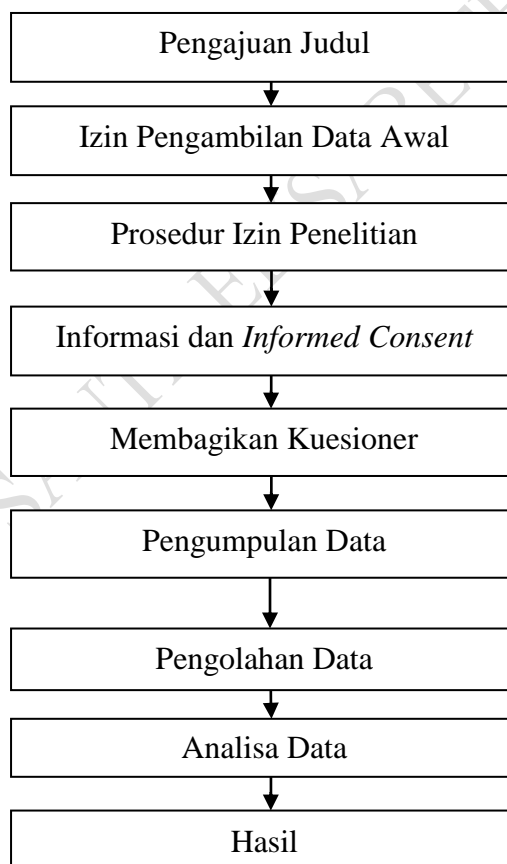 Pengajuan Judul
Izin Pengambilan Data Awal
Prosedur Izin Penelitian
Informasi dan Informed Consent
Membagikan Kuesioner
Pengumpulan Data
Pengolahan Data
Analisa Data
Hasil